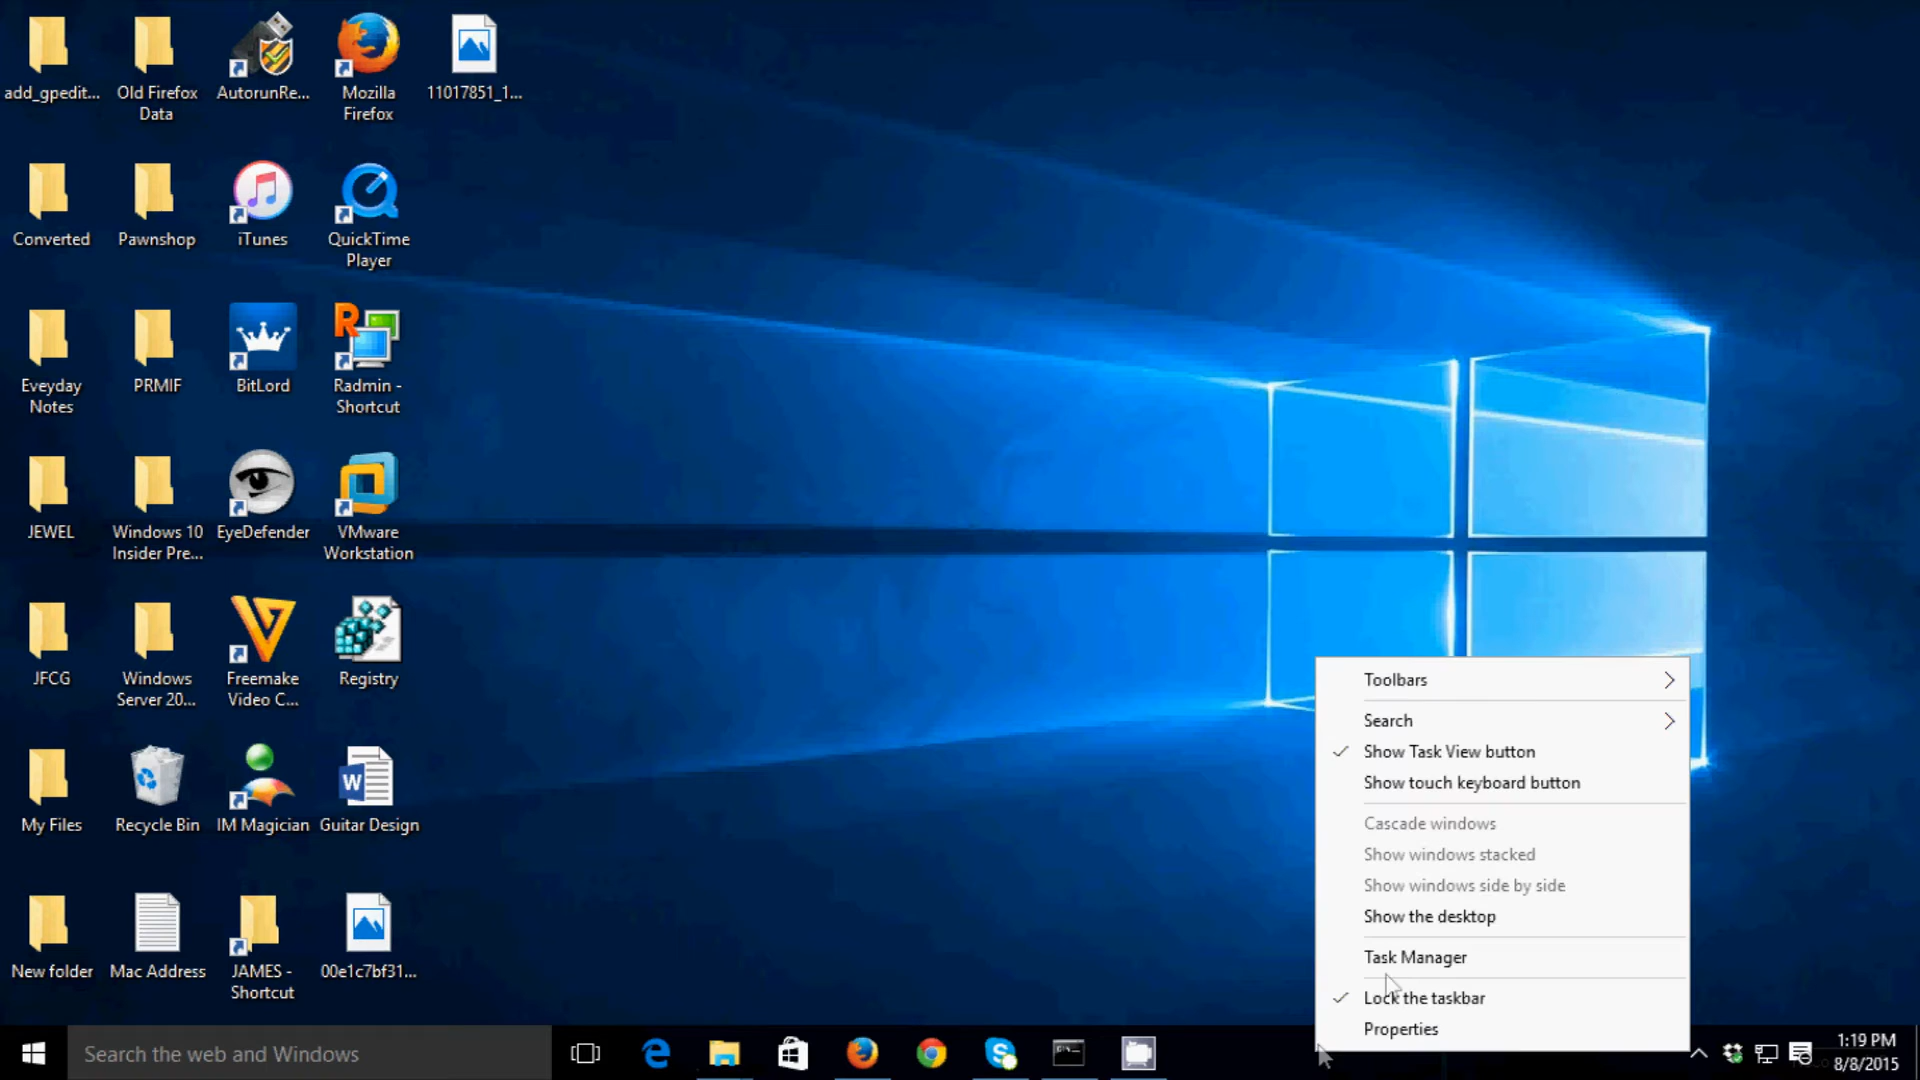 add_gpedit...
Old Firefox
Data
AutorunRe...
Mozilla
Firefox
11017851_1...
Converted
Pawnshop
iTunes
QuickTime
Player
Eveyday
Notes
PRMIF
BitLord
Radmin -
Shortcut
JEWEL
Windows 10
Insider Pre...
EyeDefender
VMware
Workstation
JFCG
Windows
Server 20...
Freemake
Video C...
Registry
My Files
Recycle Bin
IM Magician
Guitar Design
New folder
Mac Address
JAMES -
Shortcut
00e1c7bf31...
Toolbars
Search
Show Task View button
Show touch keyboard button
Cascade windows
Show windows stacked
Show windows side by side
Show the desktop
Task Manager
Lock the taskbar
Properties
Search the web and Windows
1:19 PM
8/8/2015